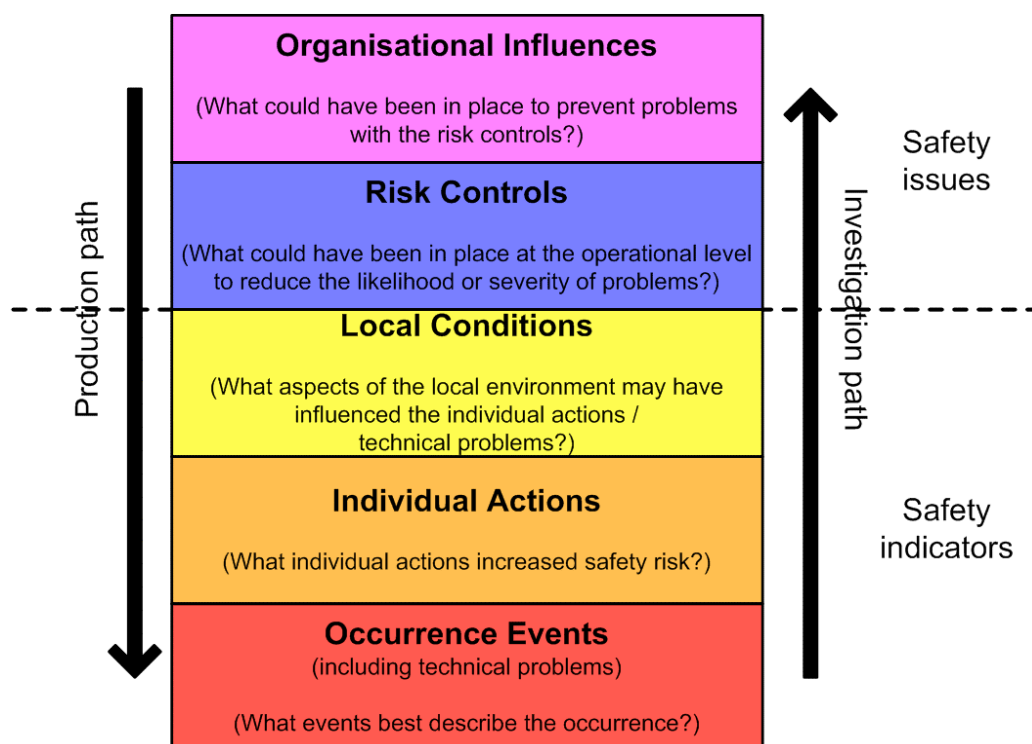 Organisational Influences
(What could have been in place to prevent problems
with the risk controls?)
Risk Controls
(What could have been in place at the operational level
to reduce the likelihood or severity of problems?)
Local Conditions
(What aspects of the local environment may have
influenced the individual actions /
technical problems?)
Individual Actions
(What individual actions increased safety risk?)
Occurrence Events
(including technical problems)
(What events best describe the occurrence?)
Production path
Investigation path
Safety
issues
Safety
indicators